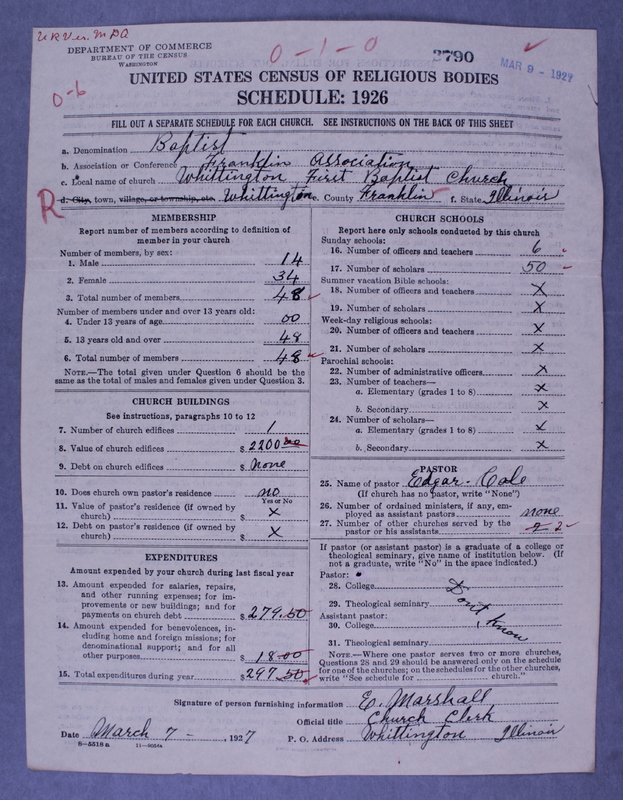 DEPARTMENT OF COMMERCE
BUREAU OF THE CENSUS
WASHINGTON
0-1-0
2790
MAR 9 - 1927
0-6
UNITED STATES CENSUS OF RELIGIOUS BODIES
SCHEDULE: 1926
FILL OUT A SEPARATE SCHEDULE FOR EACH CHURCH. SEE INSTRUCTIONS ON THE BACK OF THIS SHEET
a. Denomination Baptist
b. Association or Conference Franklin Association
c. Local name of church Whittington First Baptist Church
R
d. City, town, village, or township, etc. Whittington e. County Franklin f. State Illinois
MEMBERSHIP
Report number of members according to definition of
member in your church
Number of members, by sex:
1. Male 14
2. Female 34
3. Total number of members 48
Number of members under and over 13 years old:
4. Under 13 years of age 00
5. 13 years old and over 48
6. Total number of members 48
NOTE.—The total given under Question 6 should be the
same as the total of males and females given under Question 3.
CHURCH BUILDINGS
See instructions, paragraphs 10 to 12
7. Number of church edifices 1
8. Value of church edifices $ 2200 00
9. Debt on church edifices $ none
10. Does church own pastor's residence no
Yes or No
11. Value of pastor's residence (if owned by
church) $ X
12. Debt on pastor's residence (if owned by
church) $ X
EXPENDITURES
Amount expended by your church during last fiscal year
13. Amount expended for salaries, repairs,
and other running expenses; for im-
provements or new buildings; and for
payments on church debt $ 279.50
14. Amount expended for benevolences, in-
cluding home and foreign missions; for
denominational support; and for all
other purposes $ 18.00
15. Total expenditures during year $ 297.50
CHURCH SCHOOLS
Report here only schools conducted by this church
Sunday schools:
16. Number of officers and teachers 6
17. Number of scholars 50
Summer vacation Bible schools:
18. Number of officers and teachers X
19. Number of scholars X
Week-day religious schools:
20. Number of officers and teachers X
21. Number of scholars X
Parochial schools:
22. Number of administrative officers X
23. Number of teachers—
a. Elementary (grades 1 to 8) X
b. Secondary X
24. Number of scholars—
a. Elementary (grades 1 to 8) X
b. Secondary X
PASTOR
25. Name of pastor Edgar Cole
(If church has no pastor, write "None")
26. Number of ordained ministers, if any, em-
ployed as assistant pastors none
27. Number of other churches served by the
pastor or his assistants 2
If pastor (or assistant pastor) is a graduate of a college or
theological seminary, give name of institution below. (If
not a graduate, write "No" in the space indicated.)
Pastor:
28. College
29. Theological seminary Don't Know
Assistant pastor:
30. College
31. Theological seminary
NOTE.—Where one pastor serves two or more churches,
Questions 28 and 29 should be answered only on the schedule
for one of the churches; on the schedules for the other churches,
write "See schedule for church."
Signature of person furnishing information E. Marshall
Official title Church Clerk
Date March 7 - , 1927 P. O. Address Whittington Illinois
8-5518 a